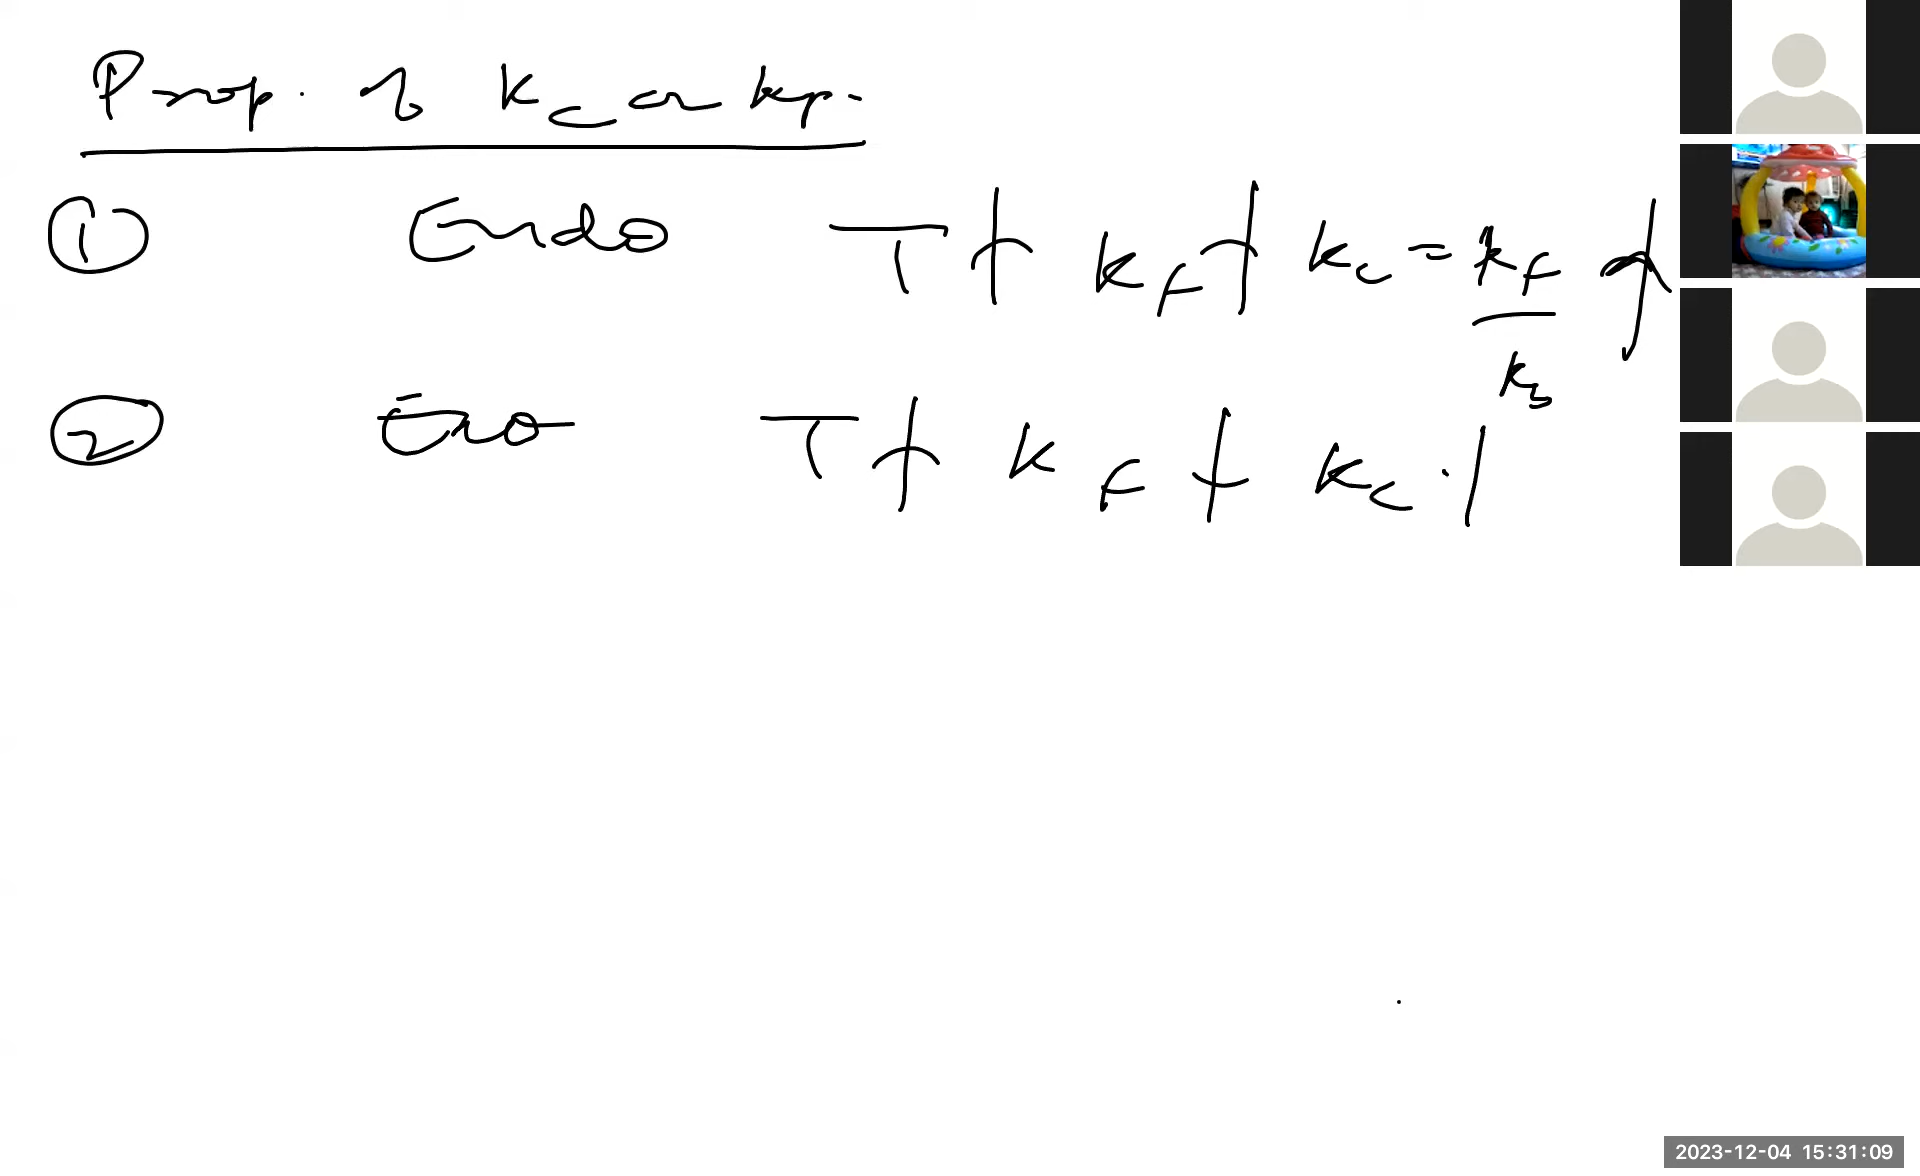 Prop. of Kc or Kp.
① Endo T↑ KF↑ Kc = KF / Kb ↑
② Exo T↑ KF↓ Kc
2023-12-04 15:31:09